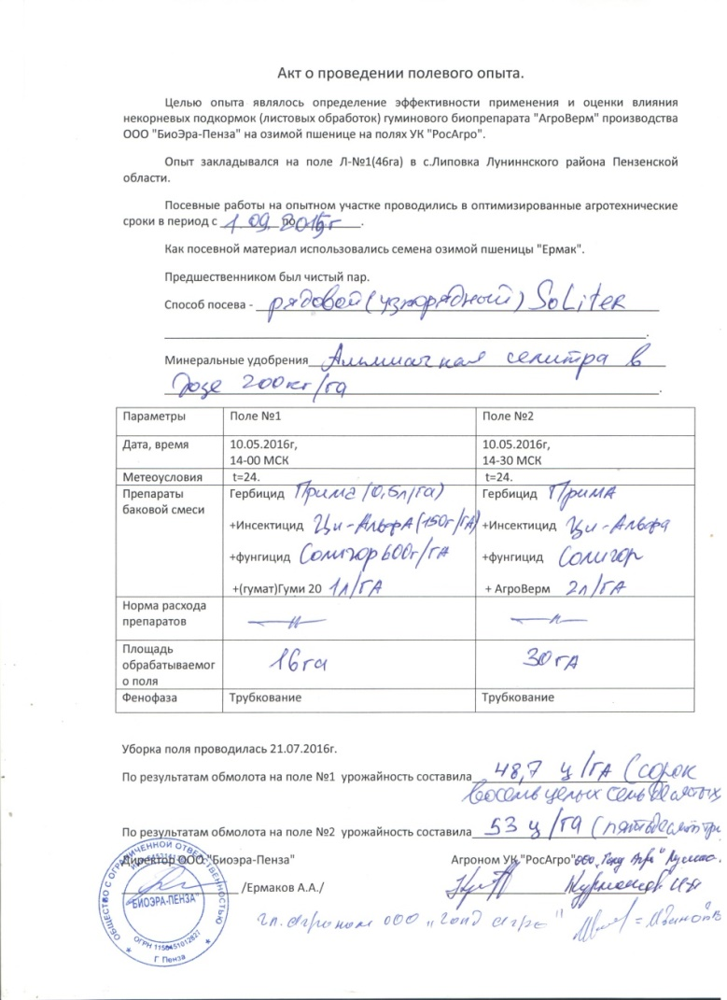 Акт о проведении полевого опыта.
Целью опыта являлось определение эффективности применения и оценки влияния
некорневых подкормок (листовых обработок) гуминового биопрепарата "АгроВерм" производства
ООО "БиоЭра-Пенза" на озимой пшенице на полях УК "РосАгро".
Опыт закладывался на поле Л-№1(46га) в с.Липовка Луниннского района Пензенской
области.
Посевные работы на опытном участке проводились в оптимизированные агротехнические
сроки в период с 1.09. по 2015г.
Как посевной материал использовались семена озимой пшеницы "Ермак".
Предшественником был чистый пар.
Способ посева - рядовой (узкорядный) SoLiter
Минеральные удобрения Аммиачная селитра в
дозе 200кг/га.
Параметры Поле №1 Поле №2
Дата, время 10.05.2016г, 10.05.2016г,
14-00 МСК 14-30 МСК
Метеоусловия t=24. t=24.
Препараты Гербицид Прима (0,5л/га) Гербицид Прима
баковой смеси
+Инсектицид Ци-Альфа (150г/га) +Инсектицид Ци-Альфа
+фунгицид Солигор 600г/га +фунгицид Солигор
+(гумат)Гуми 20 1л/га + АгроВерм 2л/га
Норма расхода
препаратов —"— —"—
Площадь
обрабатываемог 16га 30га
о поля
Фенофаза Трубкование Трубкование
Уборка поля проводилась 21.07.2016г.
По результатам обмолота на поле №1 урожайность составила 48,7 ц/га (сорок
восемь целых семь десятых
По результатам обмолота на поле №2 урожайность составила 53 ц/га (пятьдесят три
Директор ООО "Биоэра-Пенза" Агроном УК "РосАгро" ООО "Голд Агро"
/Ермаков А.А./
Гл. агроном ООО "Голд Агро"
ОБЩЕСТВО С ОГРАНИЧЕННОЙ ОТВЕТСТВЕННОСТЬЮ
"БИОЭРА-ПЕНЗА"
ОГРН 1156451012821
Г Пенза